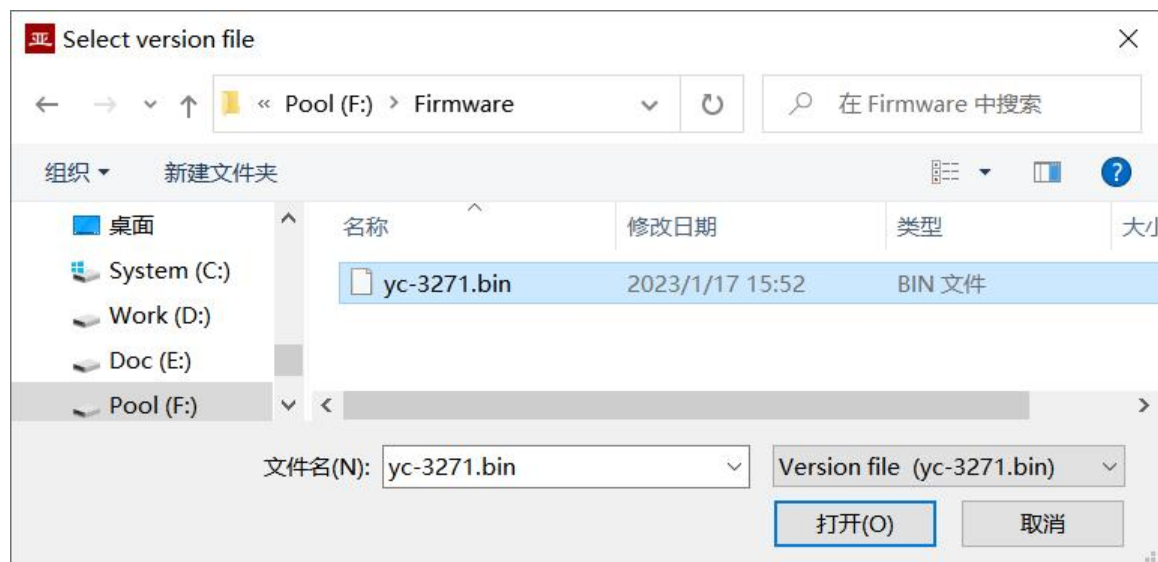 亚 Select version file
« Pool (F:) > Firmware 在 Firmware 中搜索
组织 新建文件夹 ?
桌面 名称 修改日期 类型
System (C:) yc-3271.bin 2023/1/17 15:52 BIN 文件
Work (D:)
Doc (E:)
Pool (F:)
文件名(N): yc-3271.bin Version file (yc-3271.bin)
打开(O) 取消